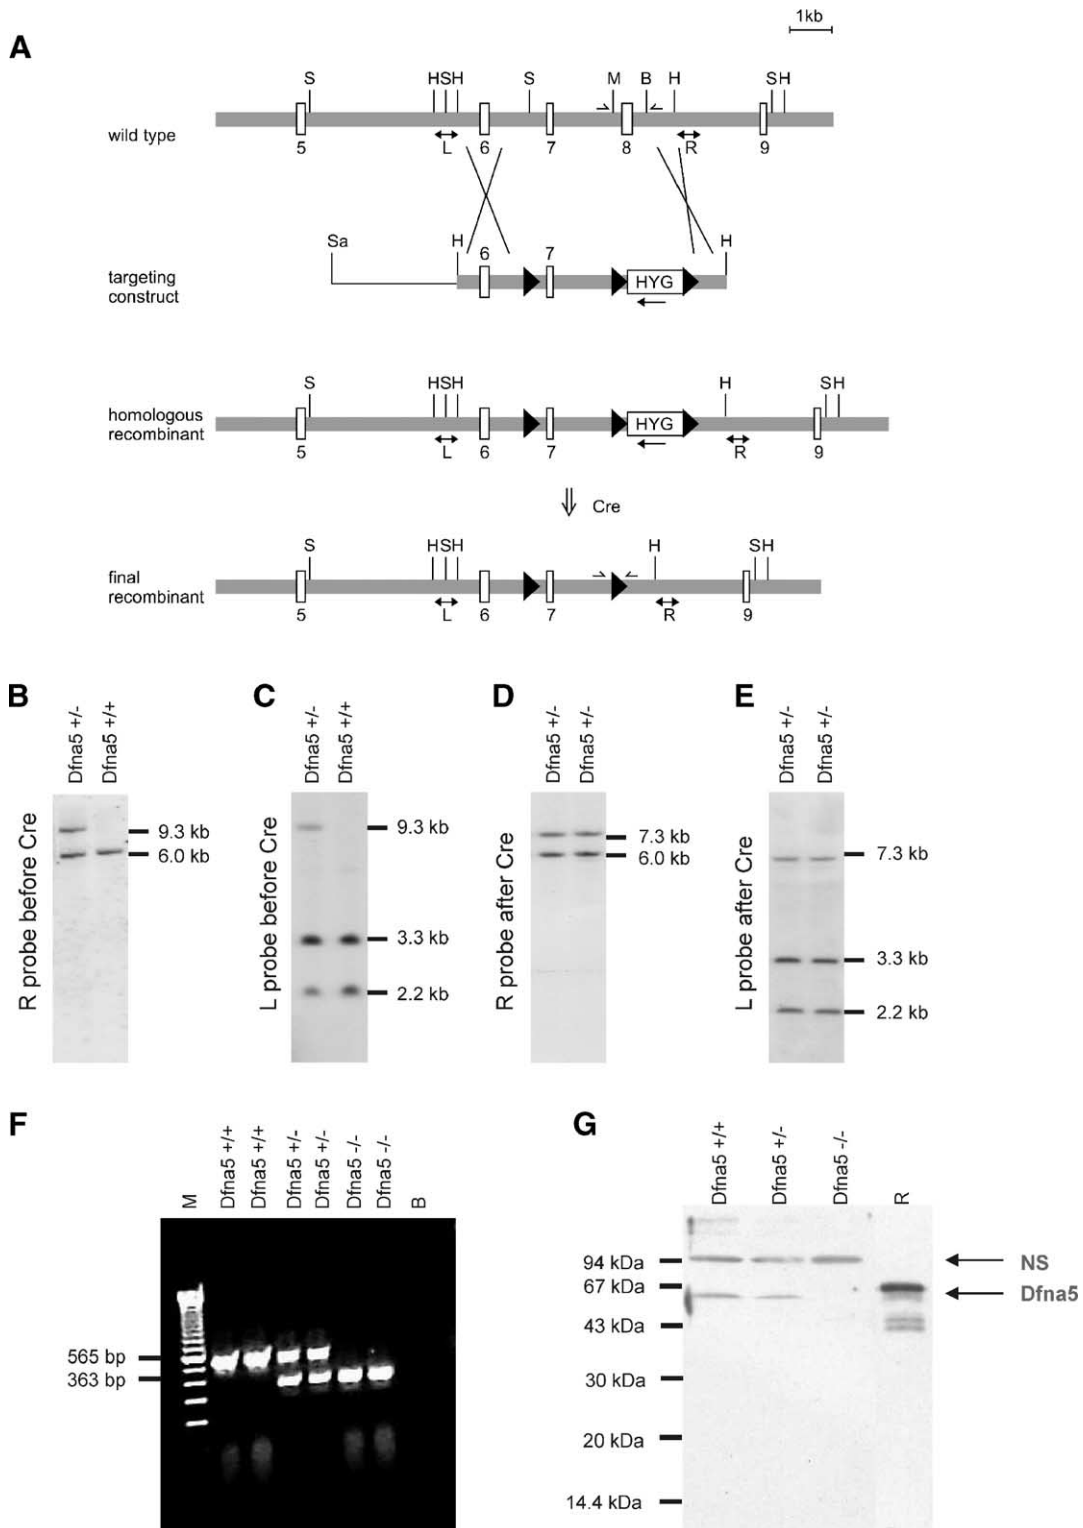 A
1kb
S HSH S M B H SH
wild type
5 L 6 7 8 R 9
Sa H 6 7 H
targeting
construct
HYG
S HSH H SH
homologous
recombinant
HYG
5 L 6 7 R 9
Cre
S HSH H SH
final
recombinant
5 L 6 7 R 9
B
Dfna5 +/-
Dfna5 +/+
R probe before Cre
9.3 kb
6.0 kb
C
Dfna5 +/-
Dfna5 +/+
L probe before Cre
9.3 kb
3.3 kb
2.2 kb
D
Dfna5 +/-
Dfna5 +/-
R probe after Cre
7.3 kb
6.0 kb
E
Dfna5 +/-
Dfna5 +/-
L probe after Cre
7.3 kb
3.3 kb
2.2 kb
F
M
Dfna5 +/+
Dfna5 +/+
Dfna5 +/-
Dfna5 +/-
Dfna5 -/-
Dfna5 -/-
B
565 bp
363 bp
G
Dfna5 +/+
Dfna5 +/-
Dfna5 -/-
R
94 kDa
67 kDa
43 kDa
30 kDa
20 kDa
14.4 kDa
NS
Dfna5